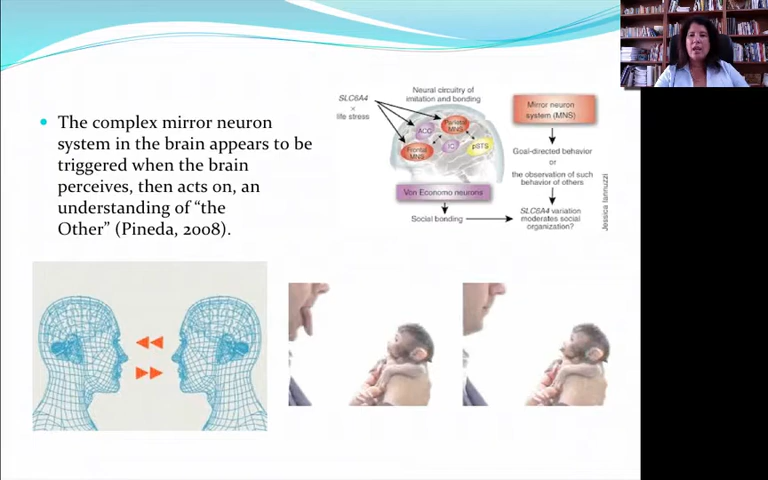 The complex mirror neuron
system in the brain appears to be
triggered when the brain
perceives, then acts on, an
understanding of “the
Other” (Pineda, 2008).
SLC6A4
×
life stress
Neural circuitry of
imitation and bonding
ACC
Parietal
MNS
Frontal
MNS
IC
pSTS
Von Economo neurons
Social bonding
Mirror neuron
system (MNS)
Goal-directed behavior
or
the observation of such
behavior of others
SLC6A4 variation
moderates social
organization?
Jessica Iannuzzi